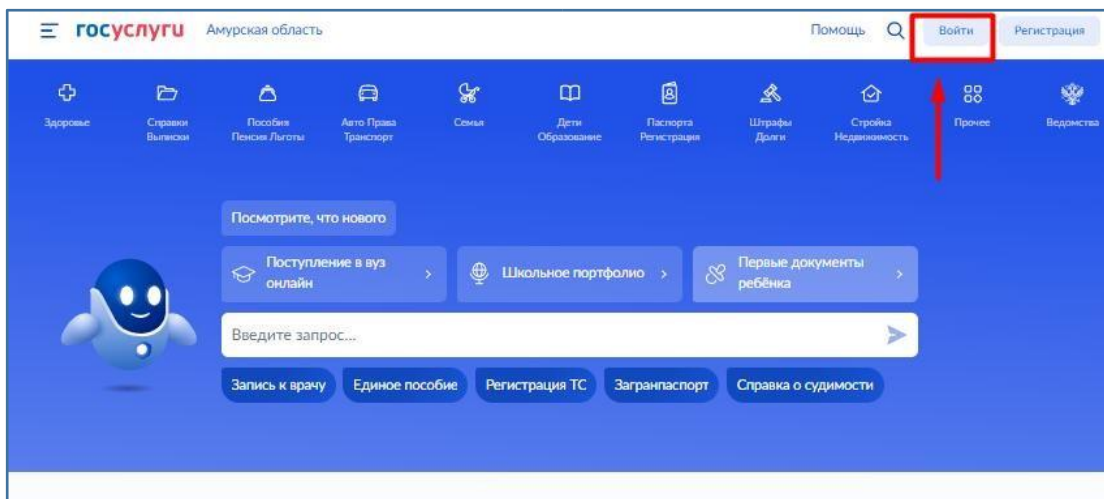 госуслуги Амурская область Помощь Войти Регистрация
Здоровье
Справки
Выписки
Пособия
Пенсия Льготы
Авто Права
Транспорт
Семья
Дети
Образование
Паспорта
Регистрация
Штрафы
Долги
Стройка
Недвижимость
Прочее
Ведомства
Посмотрите, что нового
Поступление в вуз
онлайн
Школьное портфолио
Первые документы
ребёнка
Введите запрос...
Запись к врачу Единое пособие Регистрация ТС Загранпаспорт Справка о судимости